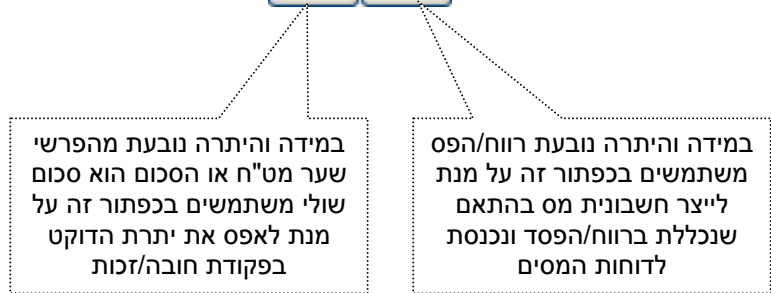 במידה והיתרה נובעת רווח/הפס
משתמשים בכפתור זה על מנת
לייצר חשבונית מס בהתאם
שנכללת ברווח/הפסד ונכנסת
לדוחות המסים
במידה והיתרה נובעת מהפרשי
שער מט"ח או הסכום הוא סכום
שולי משתמשים בכפתור זה על
מנת לאפס את יתרת הדוקט
בפקודת חובה/זכות